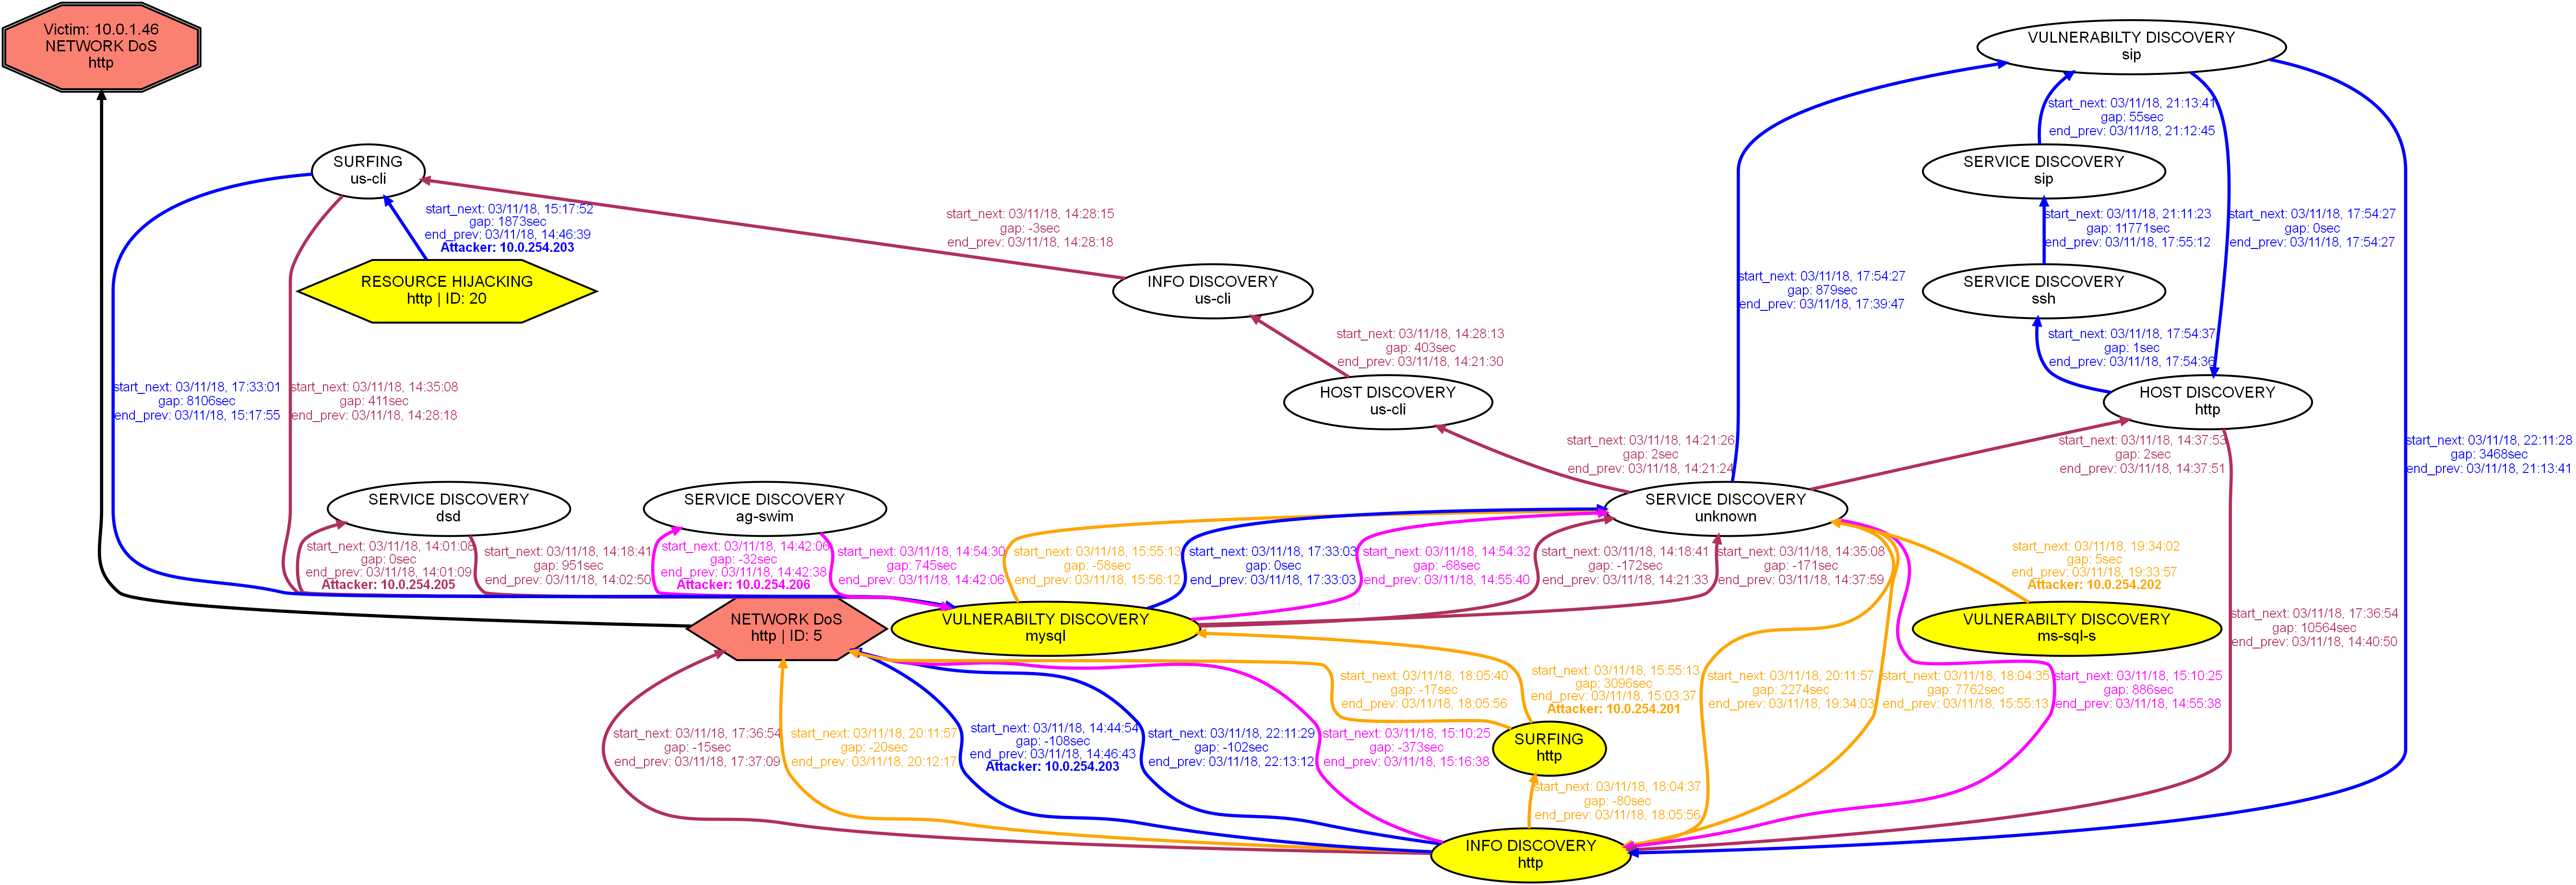 Victim: 10.0.1.46
NETWORK DoS
http
VULNERABILTY DISCOVERY
sip
start_next: 03/11/18, 21:13:41
gap: 55sec
end_prev: 03/11/18, 21:12:45
SURFING
us-cli
SERVICE DISCOVERY
sip
start_next: 03/11/18, 15:17:52
gap: 1873sec
end_prev: 03/11/18, 14:46:39
Attacker: 10.0.254.203
start_next: 03/11/18, 14:28:15
gap: -3sec
end_prev: 03/11/18, 14:28:18
start_next: 03/11/18, 21:11:23
gap: 11771sec
end_prev: 03/11/18, 17:55:12
start_next: 03/11/18, 17:54:27
gap: 0sec
end_prev: 03/11/18, 17:54:27
RESOURCE HIJACKING
http | ID: 20
INFO DISCOVERY
us-cli
start_next: 03/11/18, 17:54:27
gap: 879sec
end_prev: 03/11/18, 17:39:47
SERVICE DISCOVERY
ssh
start_next: 03/11/18, 14:28:13
gap: 403sec
end_prev: 03/11/18, 14:21:30
start_next: 03/11/18, 17:54:37
gap: 1sec
end_prev: 03/11/18, 17:54:36
start_next: 03/11/18, 17:33:01
gap: 8106sec
end_prev: 03/11/18, 15:17:55
start_next: 03/11/18, 14:35:08
gap: 411sec
end_prev: 03/11/18, 14:28:18
HOST DISCOVERY
us-cli
HOST DISCOVERY
http
start_next: 03/11/18, 14:21:26
gap: 2sec
end_prev: 03/11/18, 14:21:24
start_next: 03/11/18, 14:37:53
gap: 2sec
end_prev: 03/11/18, 14:37:51
start_next: 03/11/18, 22:11:28
gap: 3468sec
end_prev: 03/11/18, 21:13:41
SERVICE DISCOVERY
dsd
SERVICE DISCOVERY
ag-swim
SERVICE DISCOVERY
unknown
start_next: 03/11/18, 14:01:08
gap: 0sec
end_prev: 03/11/18, 14:01:09
Attacker: 10.0.254.205
start_next: 03/11/18, 14:18:41
gap: 951sec
end_prev: 03/11/18, 14:02:50
start_next: 03/11/18, 14:42:06
gap: -32sec
end_prev: 03/11/18, 14:42:38
Attacker: 10.0.254.206
start_next: 03/11/18, 14:54:30
gap: 745sec
end_prev: 03/11/18, 14:42:06
start_next: 03/11/18, 15:55:13
gap: -58sec
end_prev: 03/11/18, 15:56:12
start_next: 03/11/18, 17:33:03
gap: 0sec
end_prev: 03/11/18, 17:33:03
start_next: 03/11/18, 14:54:32
gap: -68sec
end_prev: 03/11/18, 14:55:40
start_next: 03/11/18, 14:18:41
gap: -172sec
end_prev: 03/11/18, 14:21:33
start_next: 03/11/18, 14:35:08
gap: -171sec
end_prev: 03/11/18, 14:37:59
start_next: 03/11/18, 19:34:02
gap: 5sec
end_prev: 03/11/18, 19:33:57
Attacker: 10.0.254.202
NETWORK DoS
http | ID: 5
VULNERABILTY DISCOVERY
mysql
VULNERABILTY DISCOVERY
ms-sql-s
start_next: 03/11/18, 17:36:54
gap: 10564sec
end_prev: 03/11/18, 14:40:50
start_next: 03/11/18, 18:05:40
gap: -17sec
end_prev: 03/11/18, 18:05:56
start_next: 03/11/18, 15:55:13
gap: 3096sec
end_prev: 03/11/18, 15:03:37
Attacker: 10.0.254.201
start_next: 03/11/18, 20:11:57
gap: 2274sec
end_prev: 03/11/18, 19:34:03
start_next: 03/11/18, 18:04:35
gap: 7762sec
end_prev: 03/11/18, 15:55:13
start_next: 03/11/18, 15:10:25
gap: 886sec
end_prev: 03/11/18, 14:55:38
start_next: 03/11/18, 17:36:54
gap: -15sec
end_prev: 03/11/18, 17:37:09
start_next: 03/11/18, 20:11:57
gap: -20sec
end_prev: 03/11/18, 20:12:17
start_next: 03/11/18, 14:44:54
gap: -108sec
end_prev: 03/11/18, 14:46:43
Attacker: 10.0.254.203
start_next: 03/11/18, 22:11:29
gap: -102sec
end_prev: 03/11/18, 22:13:12
start_next: 03/11/18, 15:10:25
gap: -373sec
end_prev: 03/11/18, 15:16:38
SURFING
http
start_next: 03/11/18, 18:04:37
gap: -80sec
end_prev: 03/11/18, 18:05:56
INFO DISCOVERY
http